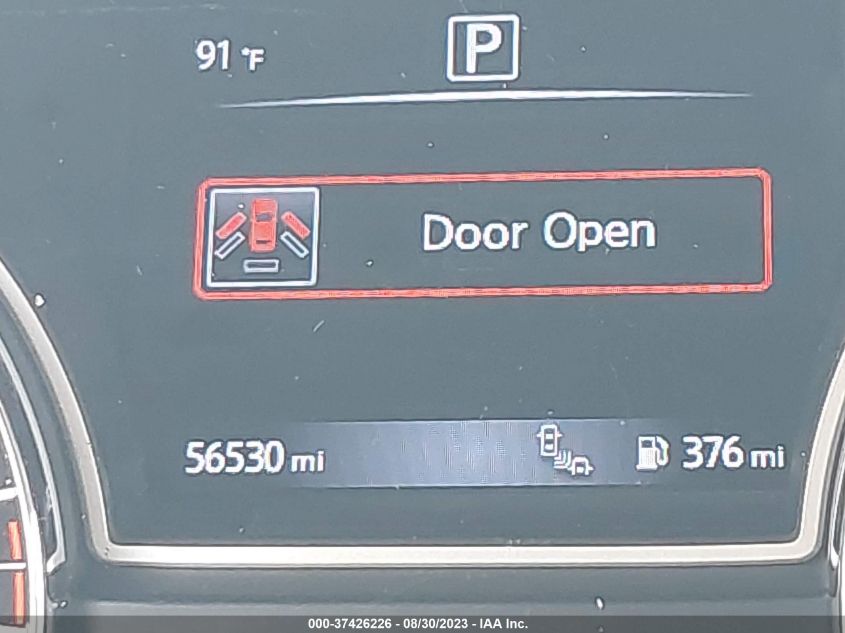 91 °F
P
Door Open
56530 mi
376 mi
000-37426226 - 08/30/2023 - IAA Inc.